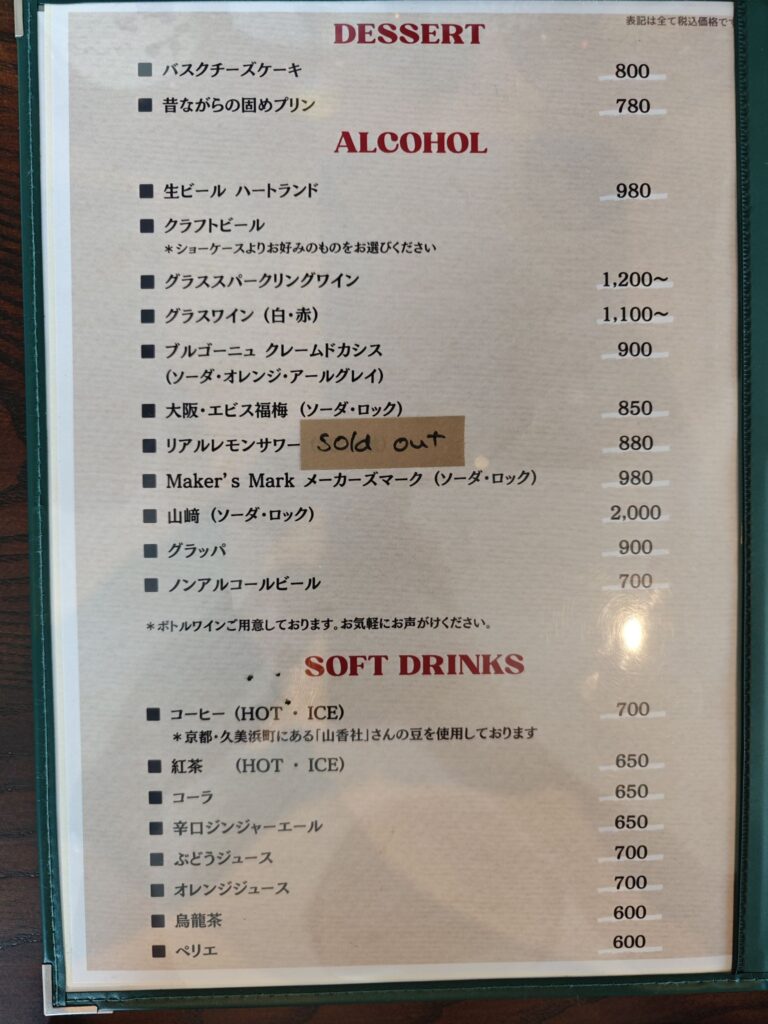 表記は全て税込価格で
DESSERT
■ バスクチーズケーキ 800
■ 昔ながらの固めプリン 780
ALCOHOL
■ 生ビール ハートランド 980
■ クラフトビール
＊ショーケースよりお好みのものをお選びください
■ グラススパークリングワイン 1,200〜
■ グラスワイン（白・赤） 1,100〜
■ ブルゴーニュ クレームドカシス 900
（ソーダ・オレンジ・アールグレイ）
■ 大阪・エビス福梅（ソーダ・ロック） 850
■ リアルレモンサワー sold out 880
■ Maker's Mark メーカーズマーク（ソーダ・ロック） 980
■ 山﨑（ソーダ・ロック） 2,000
■ グラッパ 900
■ ノンアルコールビール 700
＊ボトルワインご用意しております。お気軽にお声がけください。
SOFT DRINKS
■ コーヒー（HOT ・ ICE） 700
＊京都・久美浜町にある「山香社」さんの豆を使用しております
■ 紅茶 （HOT ・ ICE） 650
■ コーラ 650
■ 辛口ジンジャーエール 650
■ ぶどうジュース 700
■ オレンジジュース 700
■ 烏龍茶 600
■ ペリエ 600